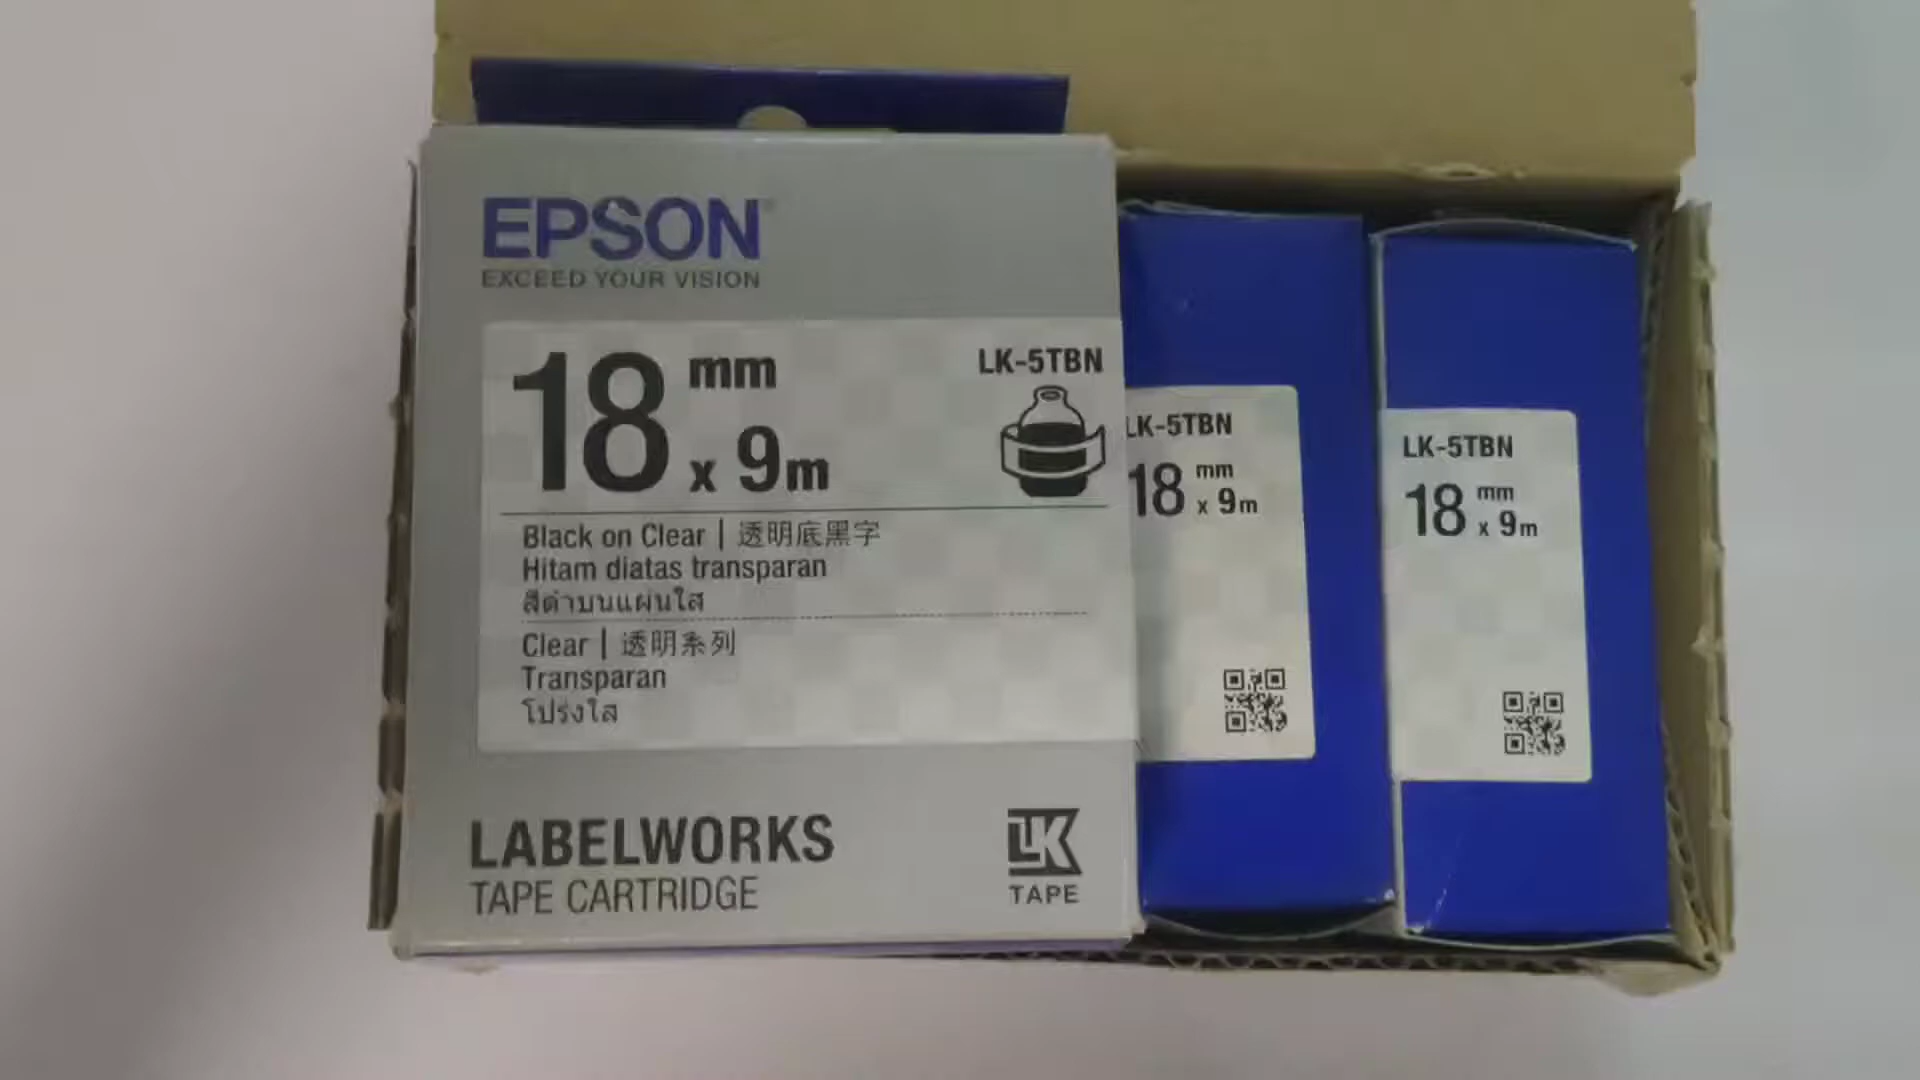 EPSON
EXCEED YOUR VISION
18 mm x 9m
LK-5TBN
Black on Clear | 透明底黑字
Hitam diatas transparan
สีดำบนแผ่นใส
Clear | 透明系列
Transparan
โปร่งใส
LABELWORKS
TAPE CARTRIDGE
LK
TAPE
LK-5TBN
18 mm x 9m
LK-5TBN
18 mm x 9m